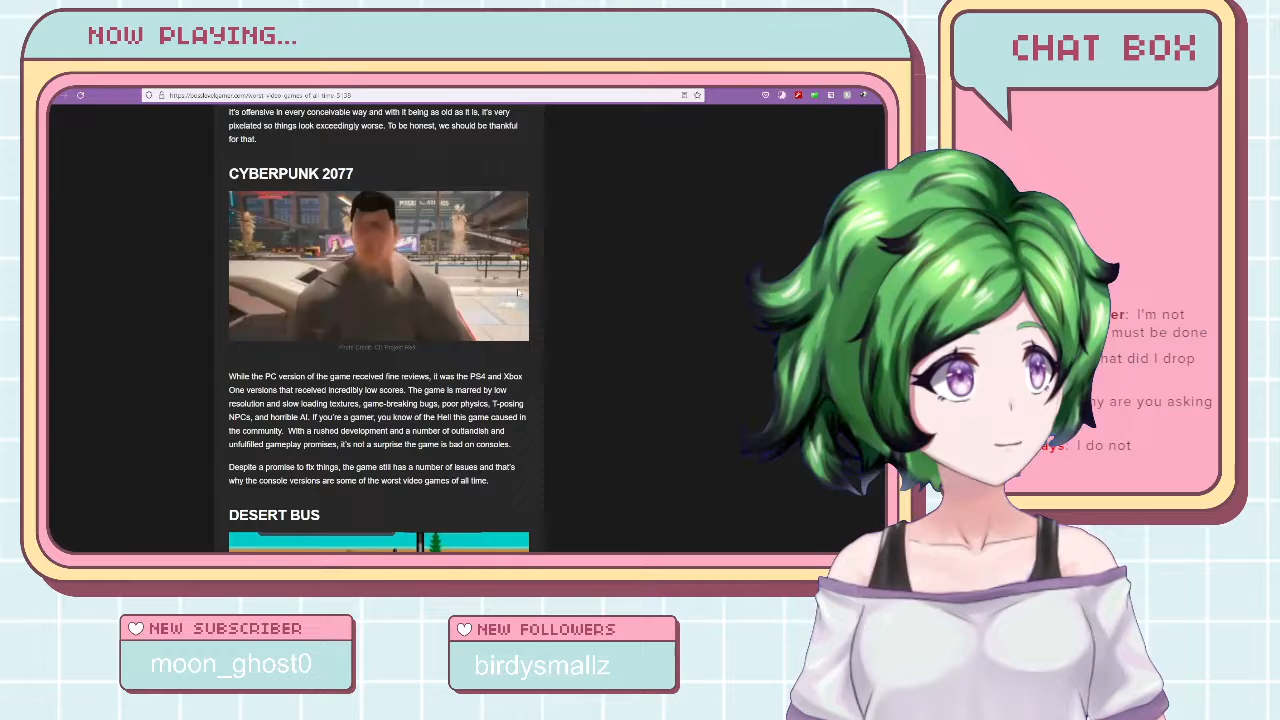 NOW PLAYING...
CHAT BOX
It's offensive in every conceivable way and with it being as old as it is, it's very
pixelated so things look exceedingly worse. To be honest, we should be thankful
for that.
CYBERPUNK 2077
Photo Credit: CD Projekt Red
While the PC version of the game received fine reviews, it was the PS4 and Xbox
One versions that received incredibly low scores. The game is marred by low
resolution and slow loading textures, game-breaking bugs, poor physics, T-posing
NPCs, and horrible AI. If you're a gamer, you know of the Hell this game caused in
the community. With a rushed development and a number of outlandish and
unfulfilled gameplay promises, it's not a surprise the game is bad on consoles.
Despite a promise to fix things, the game still has a number of issues and that's
why the console versions are some of the worst video games of all time.
DESERT BUS
er: I'm not
must be done
hat did I drop
hy are you asking
ays: I do not
NEW SUBSCRIBER
moon_ghost0
NEW FOLLOWERS
birdysmallz